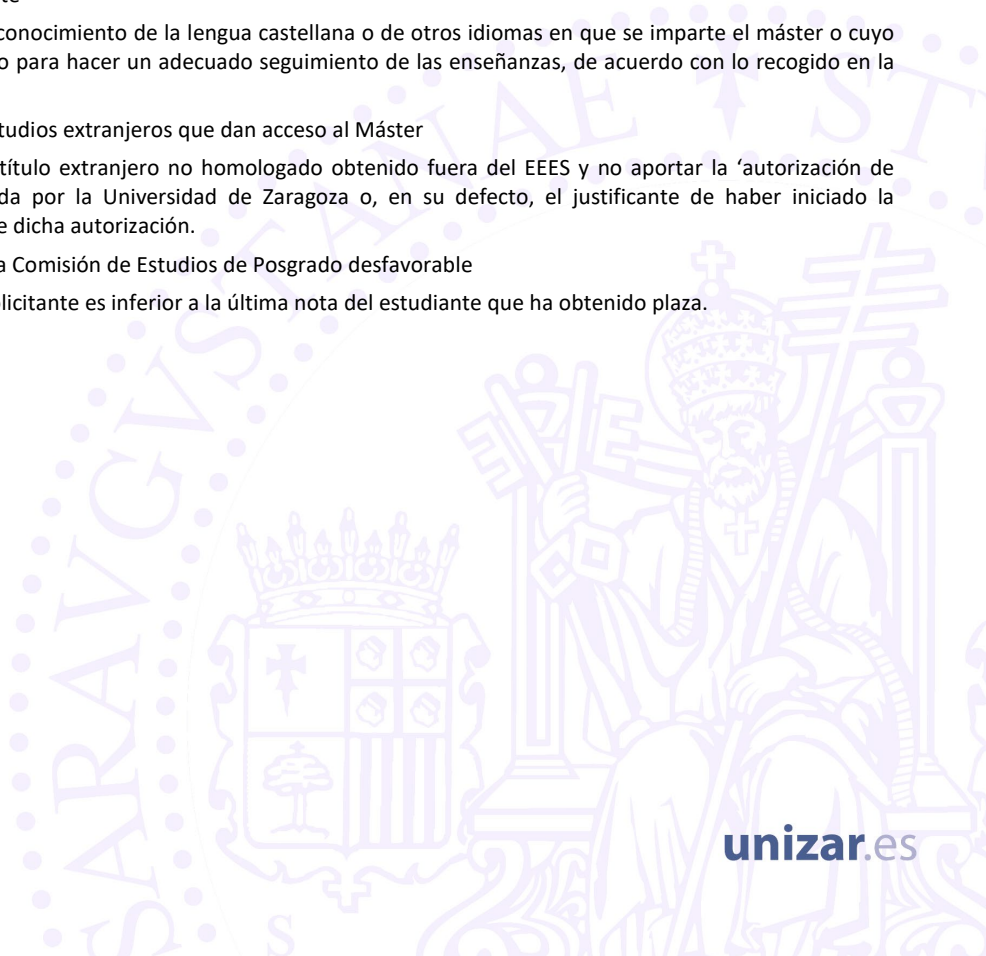 te
conocimiento de la lengua castellana o de otros idiomas en que se imparte el máster o cuyo
o para hacer un adecuado seguimiento de las enseñanzas, de acuerdo con lo recogido en la
tudios extranjeros que dan acceso al Máster
título extranjero no homologado obtenido fuera del EEES y no aportar la ‘autorización de
da por la Universidad de Zaragoza o, en su defecto, el justificante de haber iniciado la
e dicha autorización.
a Comisión de Estudios de Posgrado desfavorable
olicitante es inferior a la última nota del estudiante que ha obtenido plaza.
SARAVGVSTANAE ST
S
unizar.es